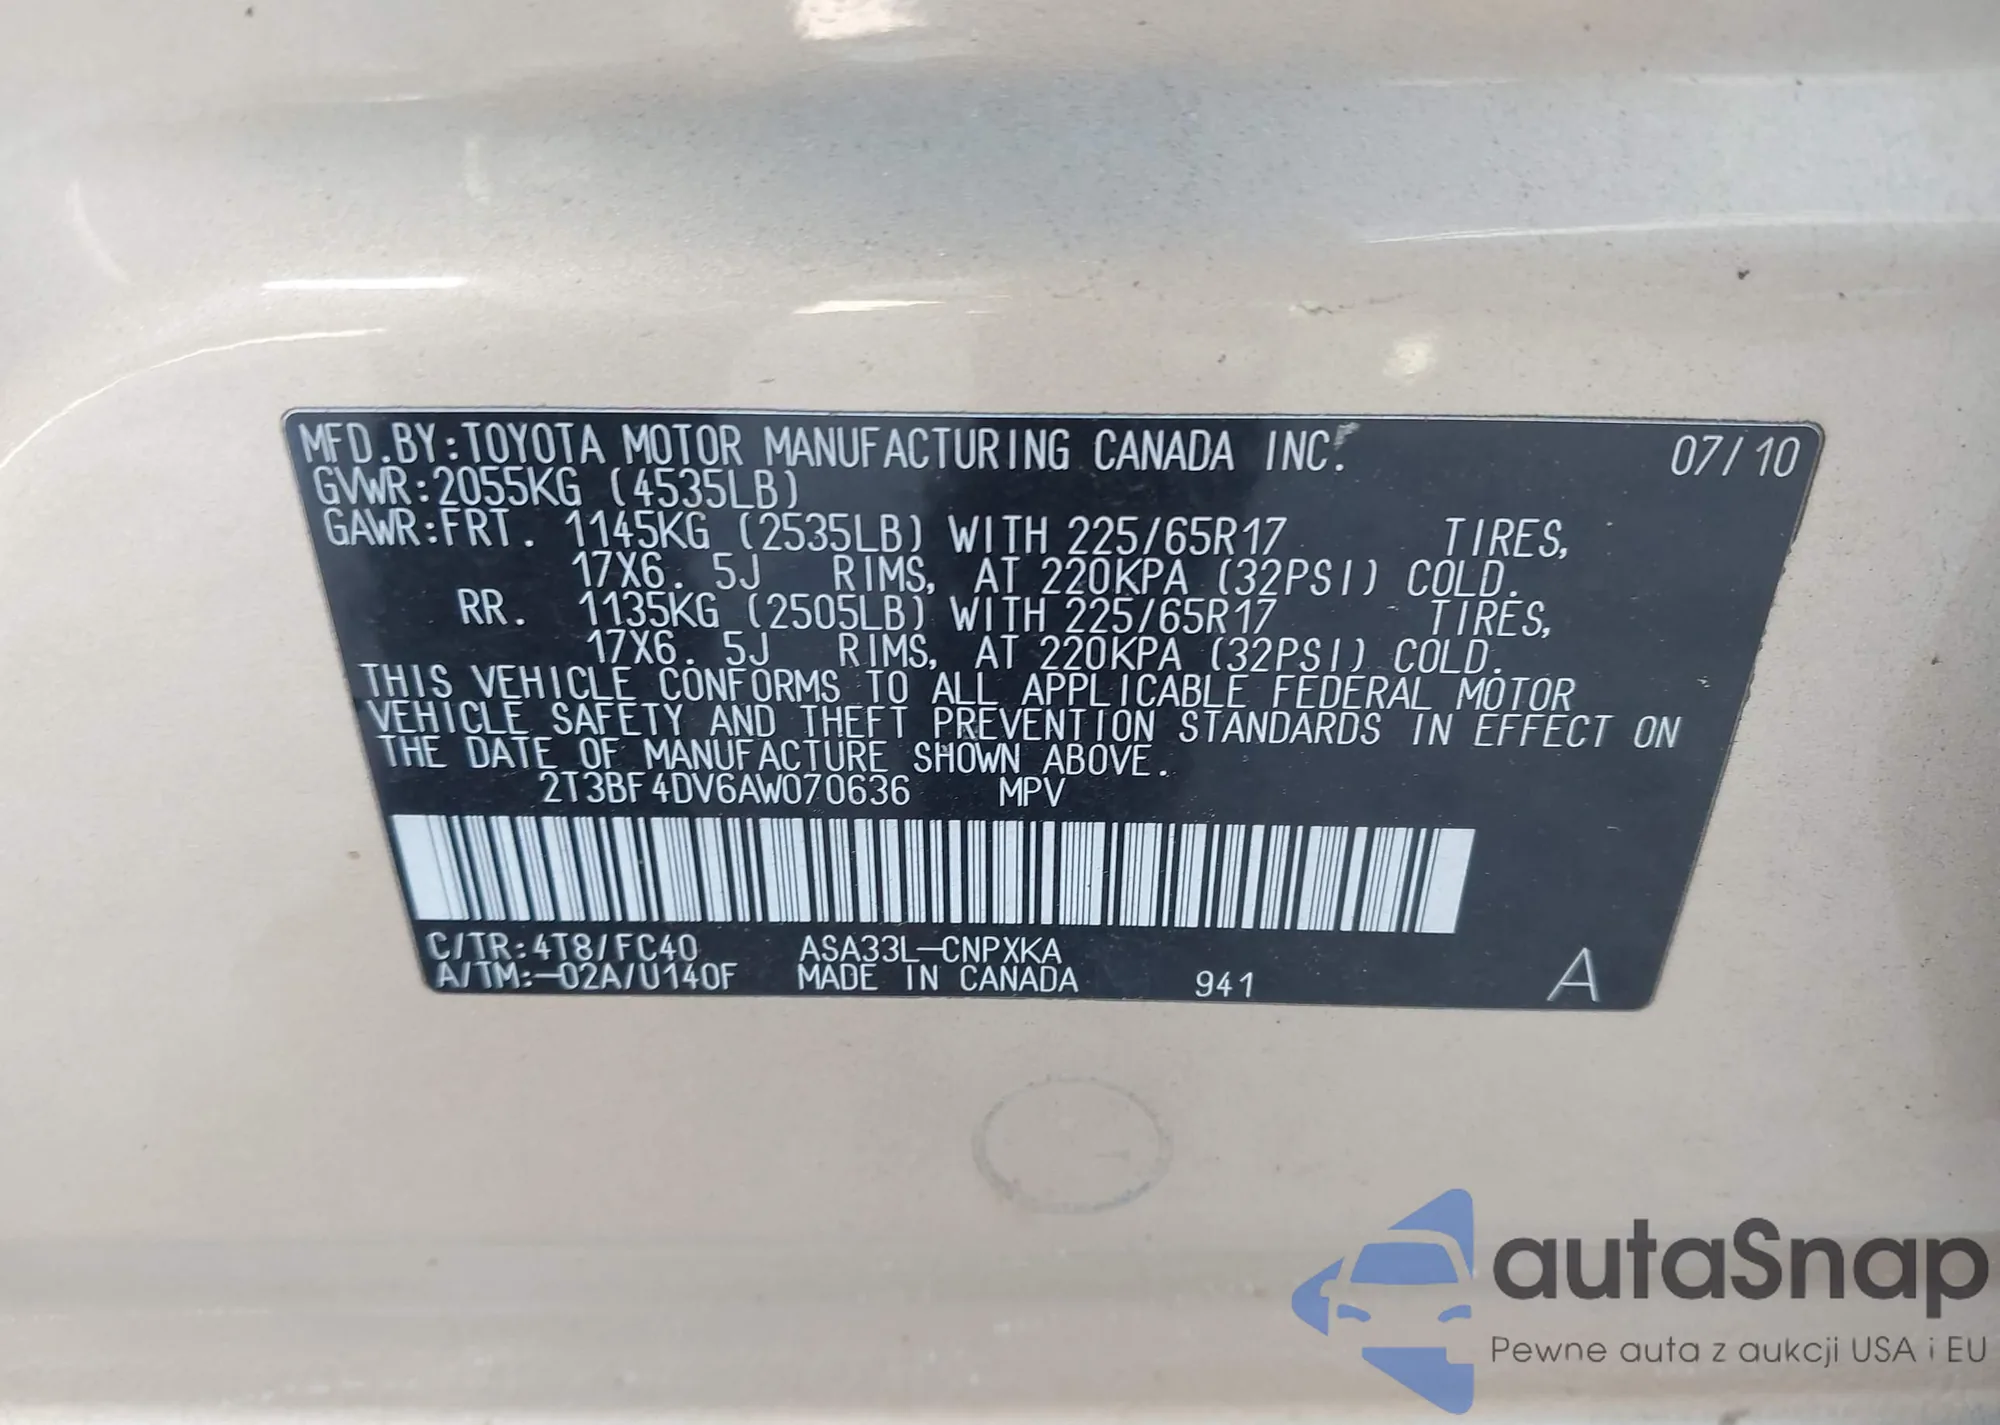 MFD.BY:TOYOTA MOTOR MANUFACTURING CANADA INC. 07/10
GVWR:2055KG (4535LB)
GAWR:FRT. 1145KG (2535LB) WITH 225/65R17 TIRES,
17X6.5J RIMS, AT 220KPA (32PSI) COLD.
RR. 1135KG (2505LB) WITH 225/65R17 TIRES,
17X6.5J RIMS, AT 220KPA (32PSI) COLD.
THIS VEHICLE CONFORMS TO ALL APPLICABLE FEDERAL MOTOR
VEHICLE SAFETY AND THEFT PREVENTION STANDARDS IN EFFECT ON
THE DATE OF MANUFACTURE SHOWN ABOVE.
2T3BF4DV6AW070636 MPV
C/TR:4T8/FC40 ASA33L-CNPXKA
A/TM:-02A/U140F MADE IN CANADA 941 A
autaSnap
Pewne auta z aukcji USA i EU